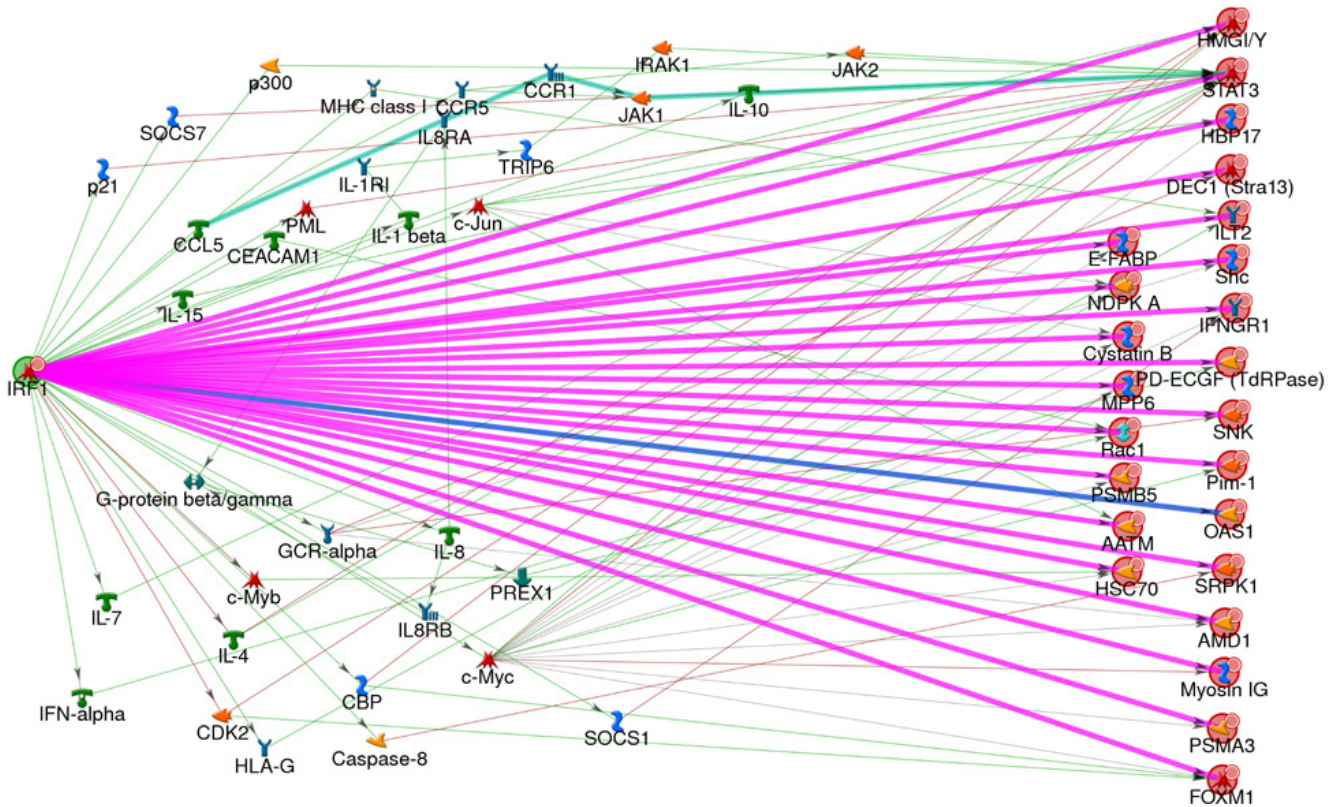 HMGI/Y
IRAK1
JAK2
p300
CCR1
STAT3
MHC class I
CCR5
JAK1
IL-10
SOCS7
IL8RA
HBP17
TRIP6
p21
IL-1RI
DEC1 (Stra13)
PML
c-Jun
IL-1 beta
ILT2
CCL5
CEACAM1
E-FABP
Shc
NDPK A
IL-15
IFNGR1
Cystatin B
IRF1
PD-ECGF (TdRPase)
MPP6
SNK
Rac1
Pim-1
G-protein beta/gamma
PSMB5
OAS1
GCR-alpha
IL-8
AATM
PREX1
HSC70
SRPK1
c-Myb
IL-7
IL8RB
AMD1
IL-4
c-Myc
Myosin IG
CBP
IFN-alpha
CDK2
SOCS1
PSMA3
HLA-G
Caspase-8
FOXM1